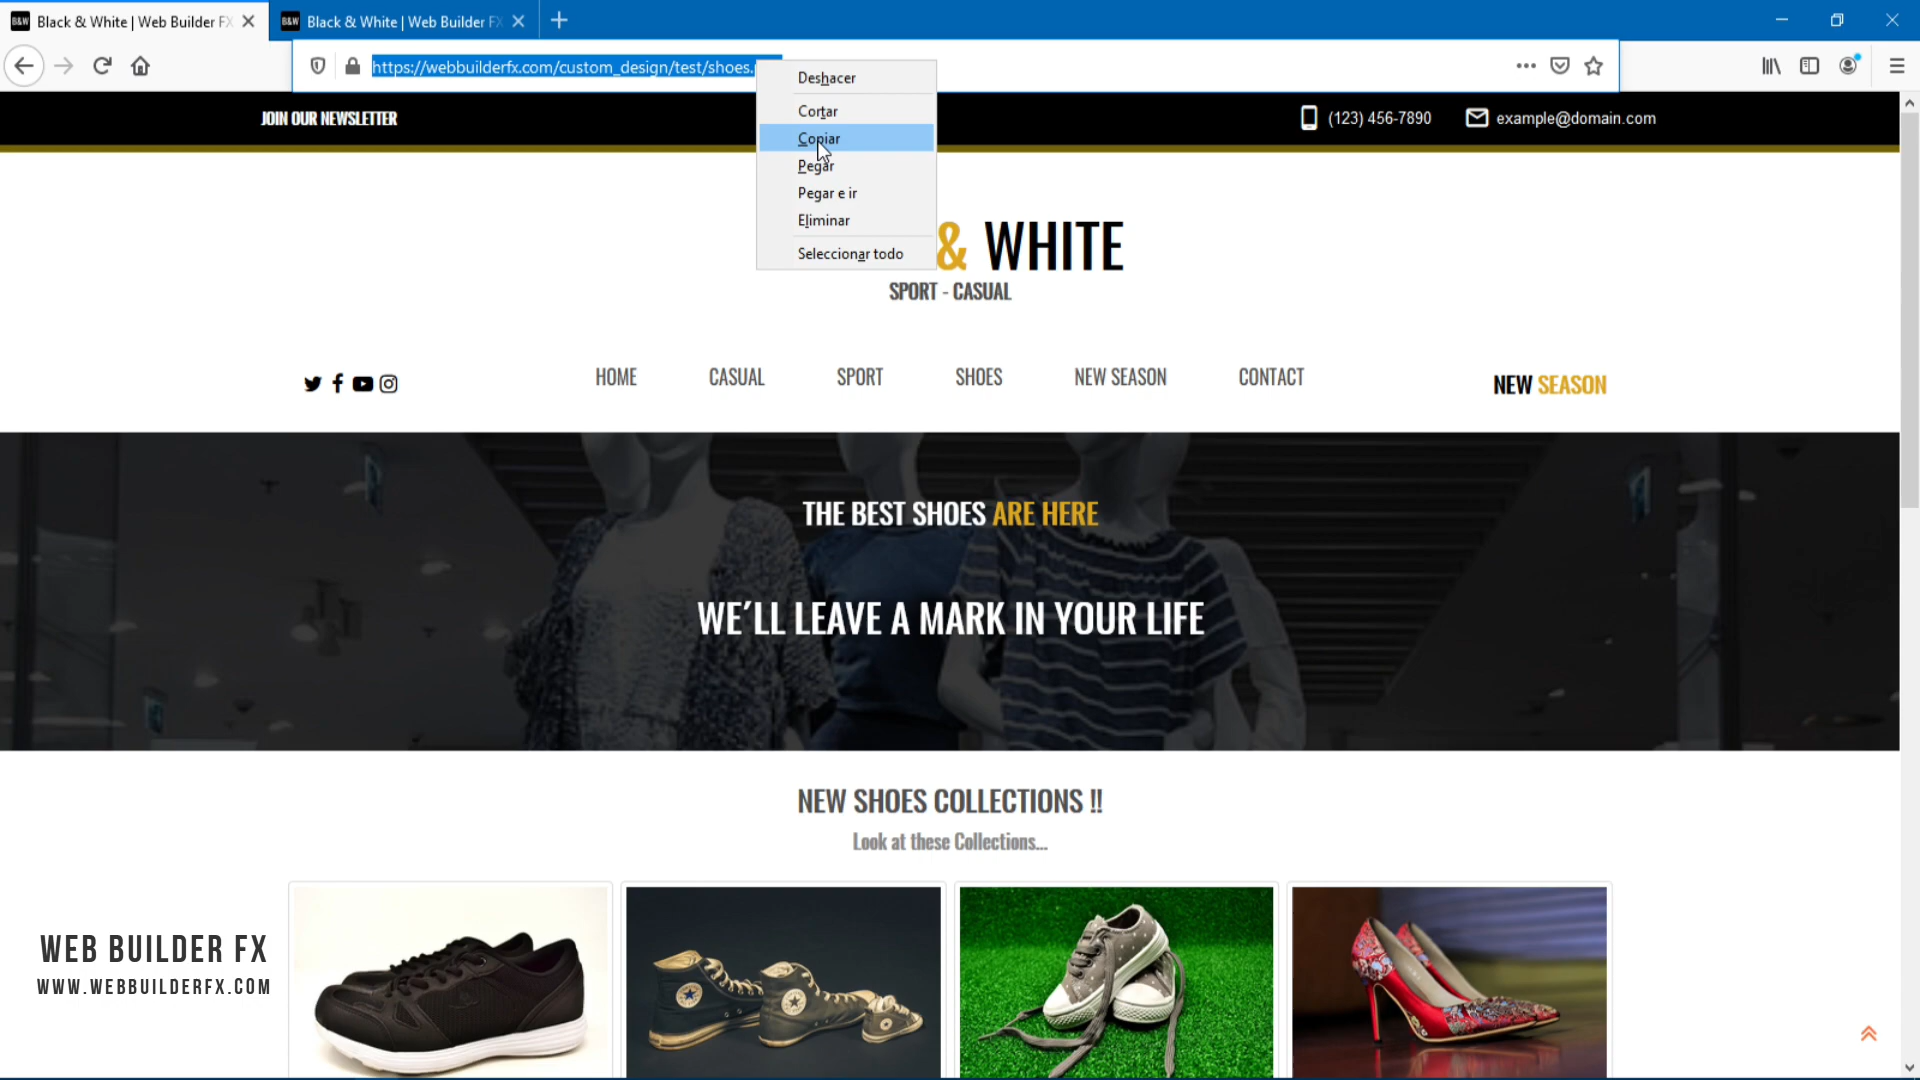 B&W Black & White | Web Builder FX
B&W Black & White | Web Builder FX
https://webbuilderfx.com/custom_design/test/shoes.
Deshacer
Cortar
Copiar
Pegar
Pegar e ir
Eliminar
Seleccionar todo
JOIN OUR NEWSLETTER
(123) 456-7890
example@domain.com
& WHITE
SPORT - CASUAL
HOME
CASUAL
SPORT
SHOES
NEW SEASON
CONTACT
NEW SEASON
THE BEST SHOES ARE HERE
WE´LL LEAVE A MARK IN YOUR LIFE
NEW SHOES COLLECTIONS !!
Look at these Collections...
WEB BUILDER FX
WWW.WEBBUILDERFX.COM